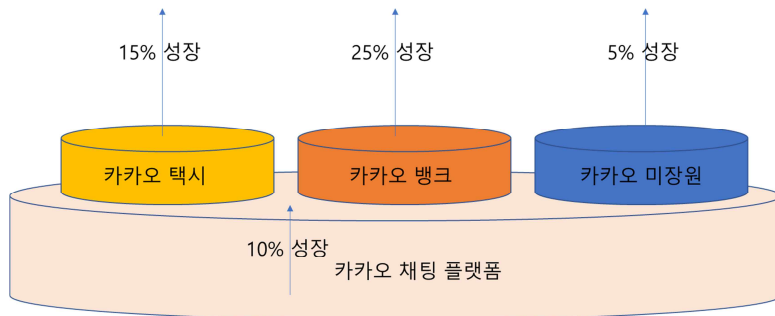 15% 성장
25% 성장
5% 성장
카카오 택시
카카오 뱅크
카카오 미장원
10% 성장
카카오 채팅 플랫폼